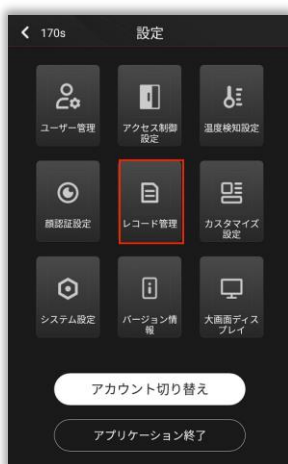 170s 設定
ユーザー管理
アクセス制御
設定
温度検知設定
顔認証設定
レコード管理
カスタマイズ
設定
システム設定
バージョン情
報
大画面ディス
プレイ
アカウント切り替え
アプリケーション終了